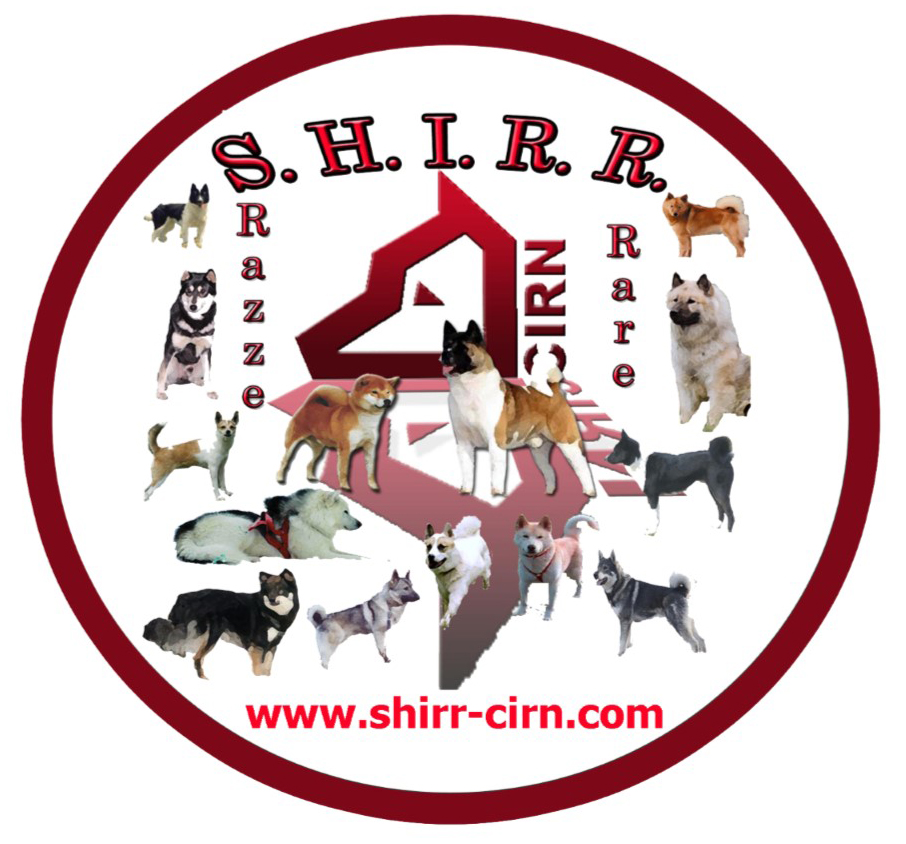 S. H. I. R. R.
Razze
Rare
CIRN
www.shirr-cirn.com